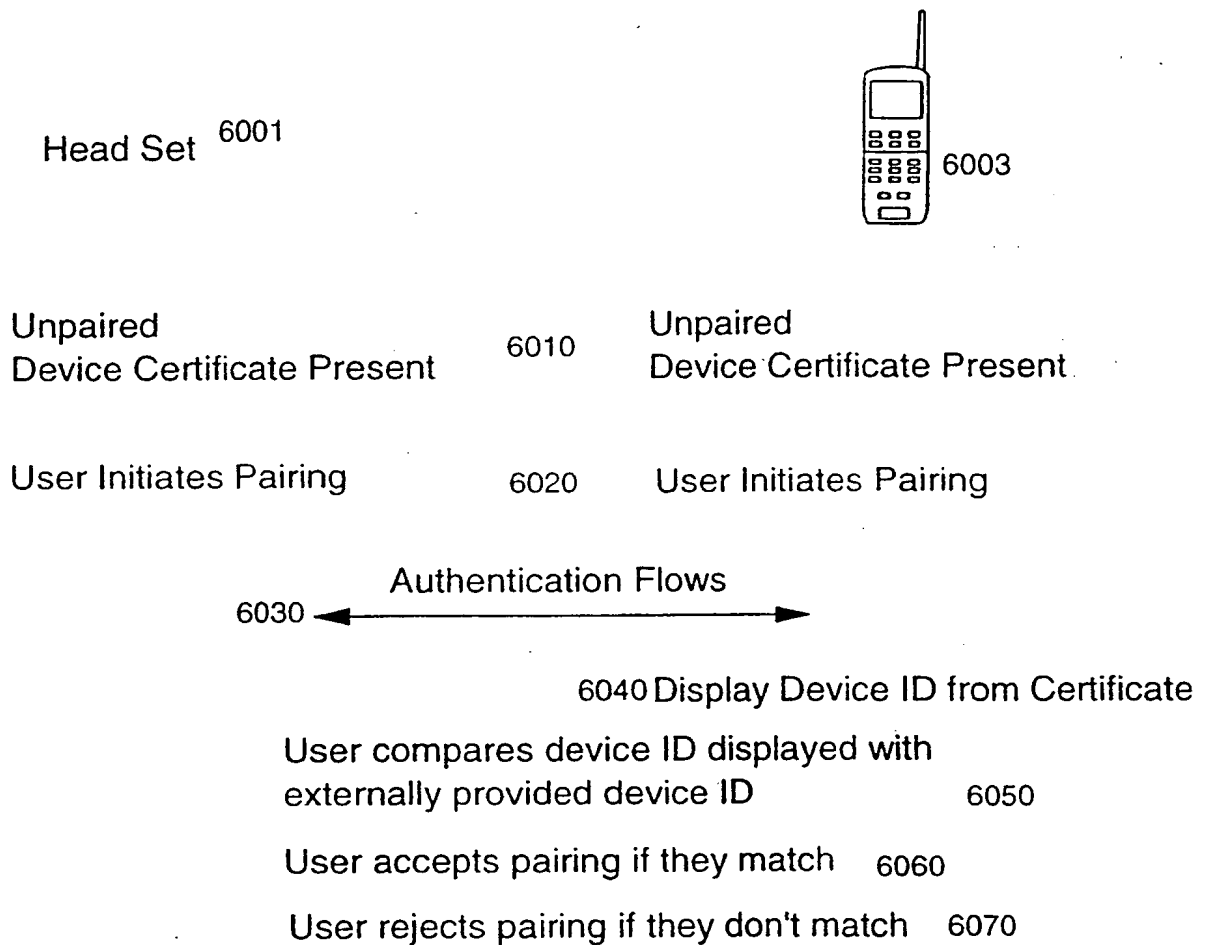 Head Set 6001
6003
Unpaired
Device Certificate Present
6010
Unpaired
Device Certificate Present
User Initiates Pairing 6020 User Initiates Pairing
Authentication Flows
6030
6040 Display Device ID from Certificate
User compares device ID displayed with
externally provided device ID 6050
User accepts pairing if they match 6060
User rejects pairing if they don't match 6070